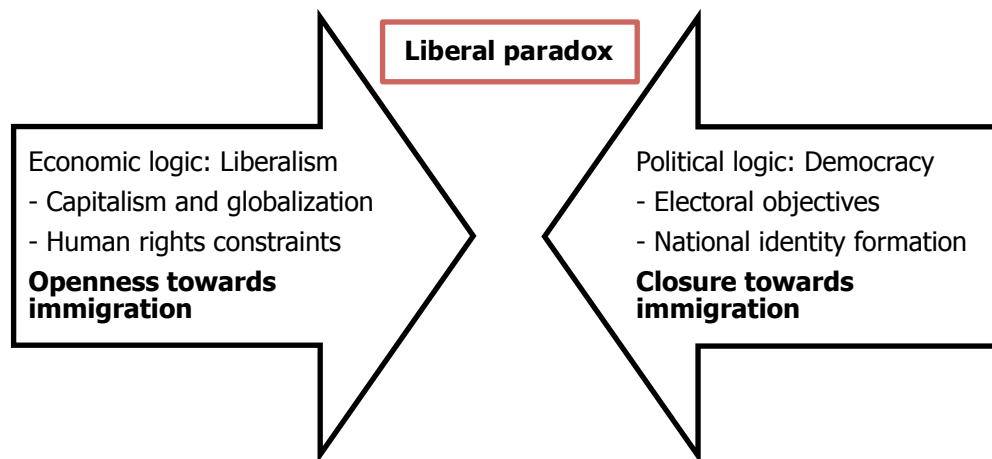 Liberal paradox
Economic logic: Liberalism
- Capitalism and globalization
- Human rights constraints
Openness towards
immigration
Political logic: Democracy
- Electoral objectives
- National identity formation
Closure towards
immigration